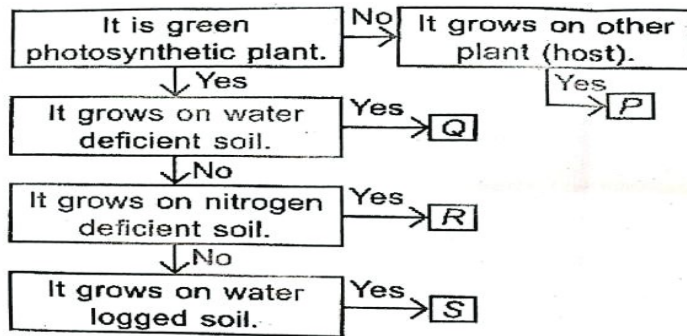 It is green
photosynthetic plant.
No
It grows on other
plant (host).
Yes
P
Yes
It grows on water
deficient soil.
Yes
Q
No
It grows on nitrogen
deficient soil.
Yes
R
No
It grows on water
logged soil.
Yes
S